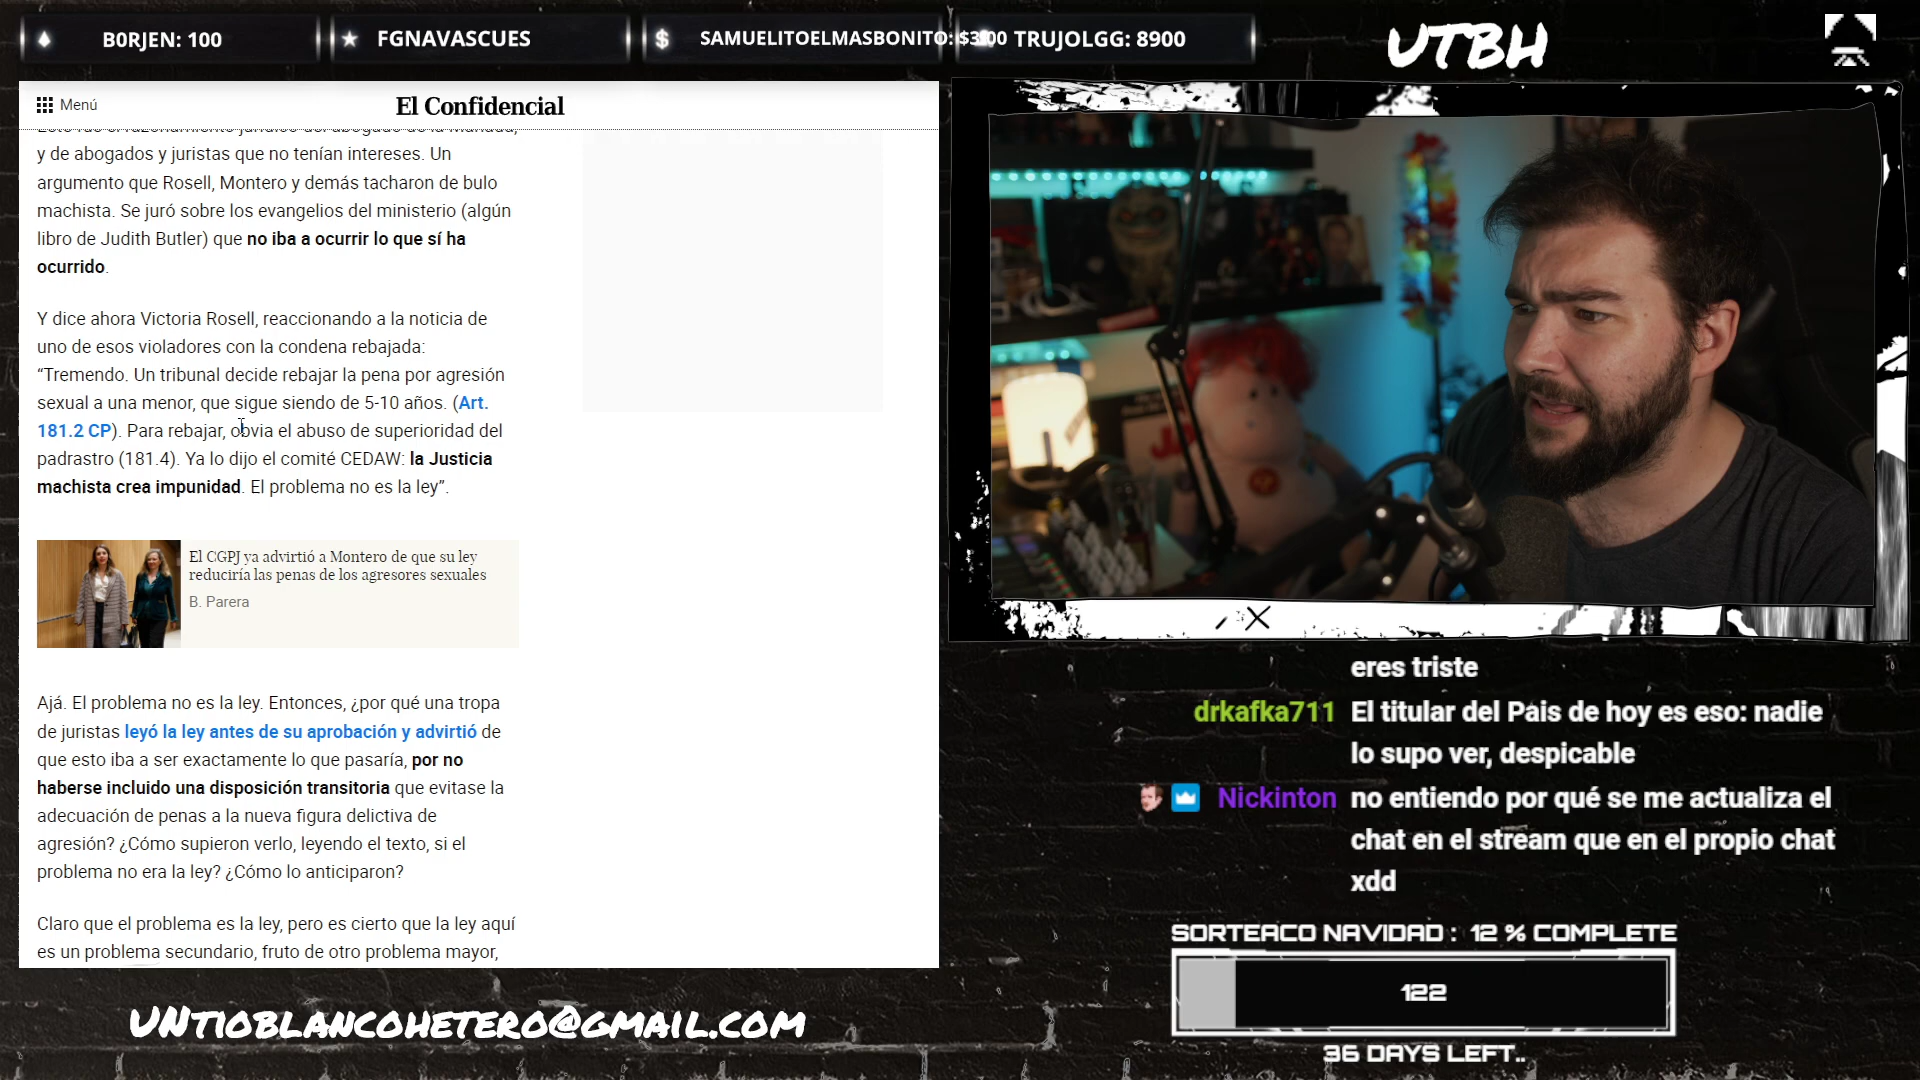 B0RJEN: 100
FGNAVASCUES
SAMUELITOELMASBONITO: $3.00
TRUJOLGG: 8900
UTBH
Menú
El Confidencial
y de abogados y juristas que no tenían intereses. Un
argumento que Rosell, Montero y demás tacharon de bulo
machista. Se juró sobre los evangelios del ministerio (algún
libro de Judith Butler) que no iba a ocurrir lo que sí ha
ocurrido.
Y dice ahora Victoria Rosell, reaccionando a la noticia de
uno de esos violadores con la condena rebajada:
“Tremendo. Un tribunal decide rebajar la pena por agresión
sexual a una menor, que sigue siendo de 5-10 años. (Art.
181.2 CP). Para rebajar, obvia el abuso de superioridad del
padrastro (181.4). Ya lo dijo el comité CEDAW: la Justicia
machista crea impunidad. El problema no es la ley”.
El CGPJ ya advirtió a Montero de que su ley
reduciría las penas de los agresores sexuales
B. Parera
Ajá. El problema no es la ley. Entonces, ¿por qué una tropa
de juristas leyó la ley antes de su aprobación y advirtió de
que esto iba a ser exactamente lo que pasaría, por no
haberse incluido una disposición transitoria que evitase la
adecuación de penas a la nueva figura delictiva de
agresión? ¿Cómo supieron verlo, leyendo el texto, si el
problema no era la ley? ¿Cómo lo anticiparon?
Claro que el problema es la ley, pero es cierto que la ley aquí
es un problema secundario, fruto de otro problema mayor,
eres triste
drkafka711 El titular del Pais de hoy es eso: nadie
lo supo ver, despicable
Nickinton no entiendo por qué se me actualiza el
chat en el stream que en el propio chat
xdd
SORTEACO NAVIDAD : 12 % COMPLETE
122
36 DAYS LEFT..
UNTIOBLANCOHETERO@GMAIL.COM